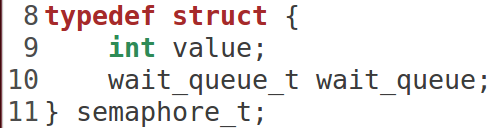 8 typedef struct {
9     int value;
10     wait_queue_t wait_queue;
11 } semaphore_t;